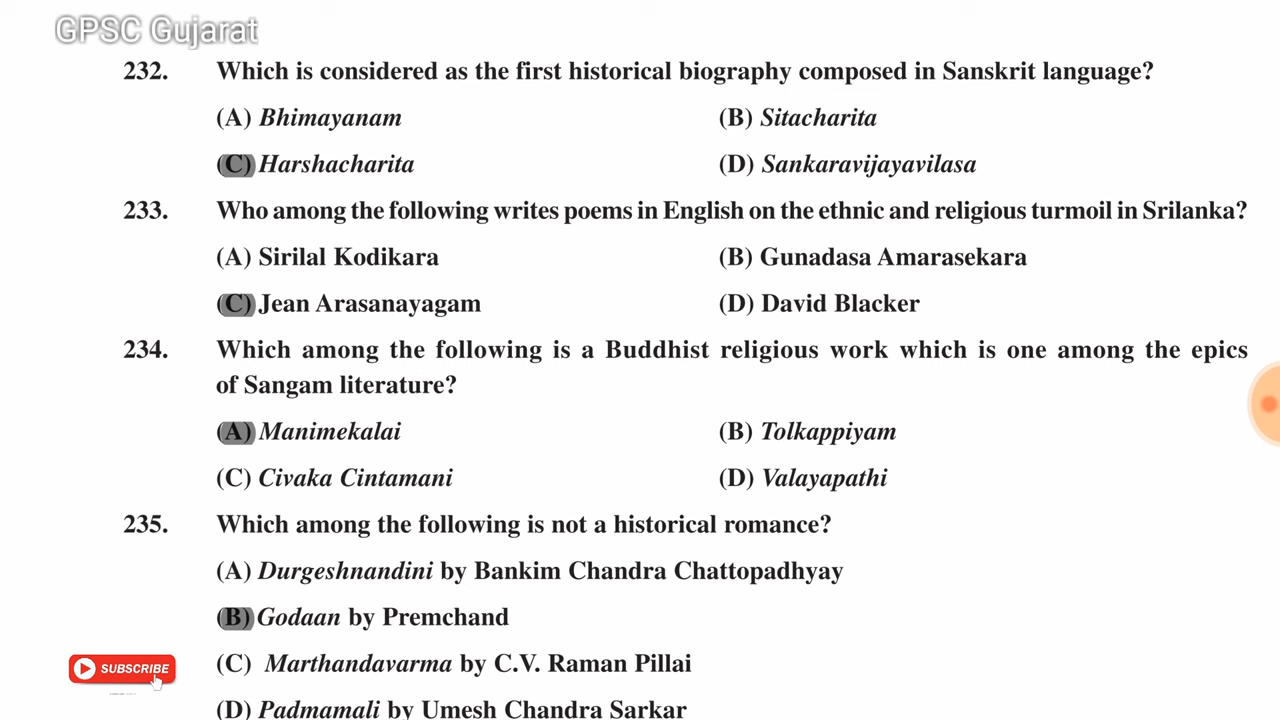 GPSC Gujarat
232. Which is considered as the first historical biography composed in Sanskrit language?
(A) Bhimayanam (B) Sitacharita
(C) Harshacharita (D) Sankaravijayavilasa
233. Who among the following writes poems in English on the ethnic and religious turmoil in Srilanka?
(A) Sirilal Kodikara (B) Gunadasa Amarasekara
(C) Jean Arasanayagam (D) David Blacker
234. Which among the following is a Buddhist religious work which is one among the epics
of Sangam literature?
(A) Manimekalai (B) Tolkappiyam
(C) Civaka Cintamani (D) Valayapathi
235. Which among the following is not a historical romance?
(A) Durgeshnandini by Bankim Chandra Chattopadhyay
(B) Godaan by Premchand
(C) Marthandavarma by C.V. Raman Pillai
SUBSCRIBE
(D) Padmamali by Umesh Chandra Sarkar